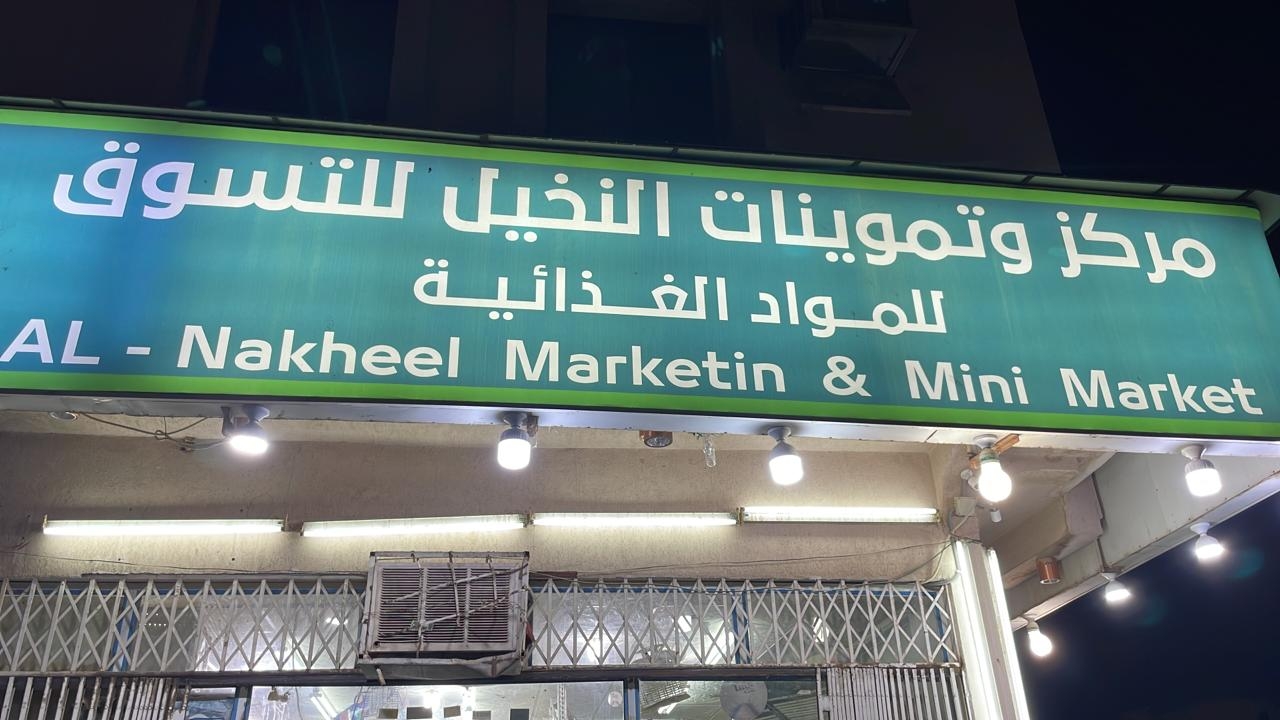 مركز وتموينات النخيل للتسوق
للمواد الغذائية
AL - Nakheel Marketin & Mini Market